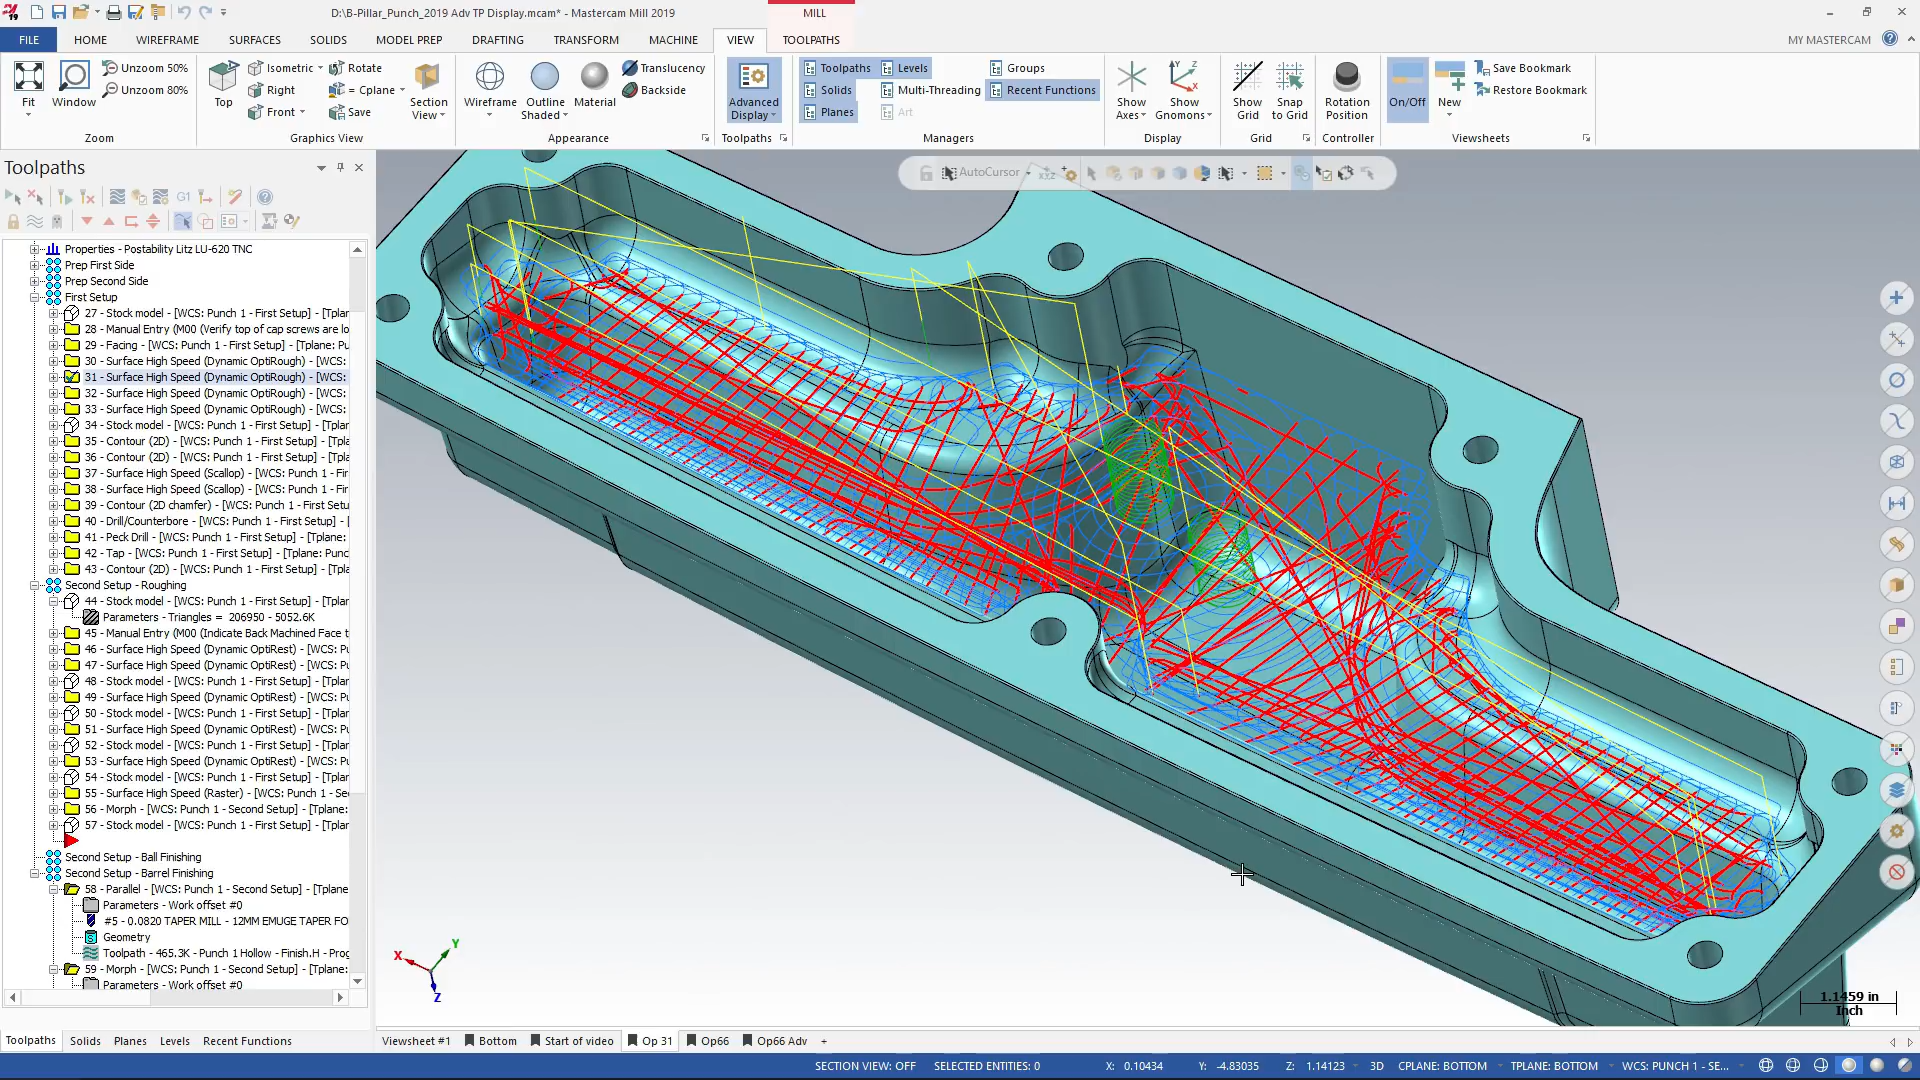 D:\B-Pillar_Punch_2019 Adv TP Display.mcam* - Mastercam Mill 2019
MILL
FILE
HOME
WIREFRAME
SURFACES
SOLIDS
MODEL PREP
DRAFTING
TRANSFORM
MACHINE
VIEW
TOOLPATHS
MY MASTERCAM
Fit
Window
Unzoom 50%
Unzoom 80%
Zoom
Top
Isometric
Right
Front
Rotate
= Cplane
Save
Section View
Graphics View
Wireframe
Outline Shaded
Material
Translucency
Backside
Appearance
Advanced Display
Toolpaths
Toolpaths
Solids
Planes
Levels
Multi-Threading
Art
Groups
Recent Functions
Managers
Show Axes
Show Gnomons
Display
Show Grid
Snap to Grid
Grid
Rotation Position
Controller
On/Off
New
Save Bookmark
Restore Bookmark
Viewsheets
Toolpaths
AutoCursor
G1
Properties - Postability Litz LU-620 TNC
Prep First Side
Prep Second Side
First Setup
27 - Stock model - [WCS: Punch 1 - First Setup] - [Tplar
28 - Manual Entry (M00 (Verify top of cap screws are lo
29 - Facing - [WCS: Punch 1 - First Setup] - [Tplane: Pu
30 - Surface High Speed (Dynamic OptiRough) - [WCS:
31 - Surface High Speed (Dynamic OptiRough) - [WCS:
32 - Surface High Speed (Dynamic OptiRough) - [WCS:
33 - Surface High Speed (Dynamic OptiRough) - [WCS:
34 - Stock model - [WCS: Punch 1 - First Setup] - [Tplar
35 - Contour (2D) - [WCS: Punch 1 - First Setup] - [Tpla
36 - Contour (2D) - [WCS: Punch 1 - First Setup] - [Tpla
37 - Surface High Speed (Scallop) - [WCS: Punch 1 - Fir
38 - Surface High Speed (Scallop) - [WCS: Punch 1 - Fir
39 - Contour (2D chamfer) - [WCS: Punch 1 - First Setu
40 - Drill/Counterbore - [WCS: Punch 1 - First Setup] - [
41 - Peck Drill - [WCS: Punch 1 - First Setup] - [Tplane:
42 - Tap - [WCS: Punch 1 - First Setup] - [Tplane: Punc
43 - Contour (2D) - [WCS: Punch 1 - First Setup] - [Tpla
Second Setup - Roughing
44 - Stock model - [WCS: Punch 1 - First Setup] - [Tplar
Parameters - Triangles = 206950 - 5052.6K
45 - Manual Entry (M00 (Indicate Back Machined Face t
46 - Surface High Speed (Dynamic OptiRest) - [WCS: Pu
47 - Surface High Speed (Dynamic OptiRest) - [WCS: Pu
48 - Stock model - [WCS: Punch 1 - First Setup] - [Tplar
49 - Surface High Speed (Dynamic OptiRest) - [WCS: Pu
50 - Stock model - [WCS: Punch 1 - First Setup] - [Tplar
51 - Surface High Speed (Dynamic OptiRest) - [WCS: Pu
52 - Stock model - [WCS: Punch 1 - First Setup] - [Tplar
53 - Surface High Speed (Dynamic OptiRest) - [WCS: Pu
54 - Stock model - [WCS: Punch 1 - First Setup] - [Tplar
55 - Surface High Speed (Raster) - [WCS: Punch 1 - Sec
56 - Morph - [WCS: Punch 1 - Second Setup] - [Tplane:
57 - Stock model - [WCS: Punch 1 - First Setup] - [Tplar
Second Setup - Ball Finishing
Second Setup - Barrel Finishing
58 - Parallel - [WCS: Punch 1 - Second Setup] - [Tplane
Parameters - Work offset #0
#5 - 0.0820 TAPER MILL - 12MM EMUGE TAPER FO
Geometry
Toolpath - 465.3K - Punch 1 Hollow - Finish.H - Prog
59 - Morph - [WCS: Punch 1 - Second Setup] - [Tplane:
Parameters - Work offset #0
X
Y
Z
1.1459 in
Inch
Toolpaths
Solids
Planes
Levels
Recent Functions
Viewsheet #1
Bottom
Start of video
Op 31
Op66
Op66 Adv
+
SECTION VIEW: OFF
SELECTED ENTITIES: 0
X: 0.10434
Y: -4.83035
Z: 1.14123
3D
CPLANE: BOTTOM
TPLANE: BOTTOM
WCS: PUNCH 1 - SE...